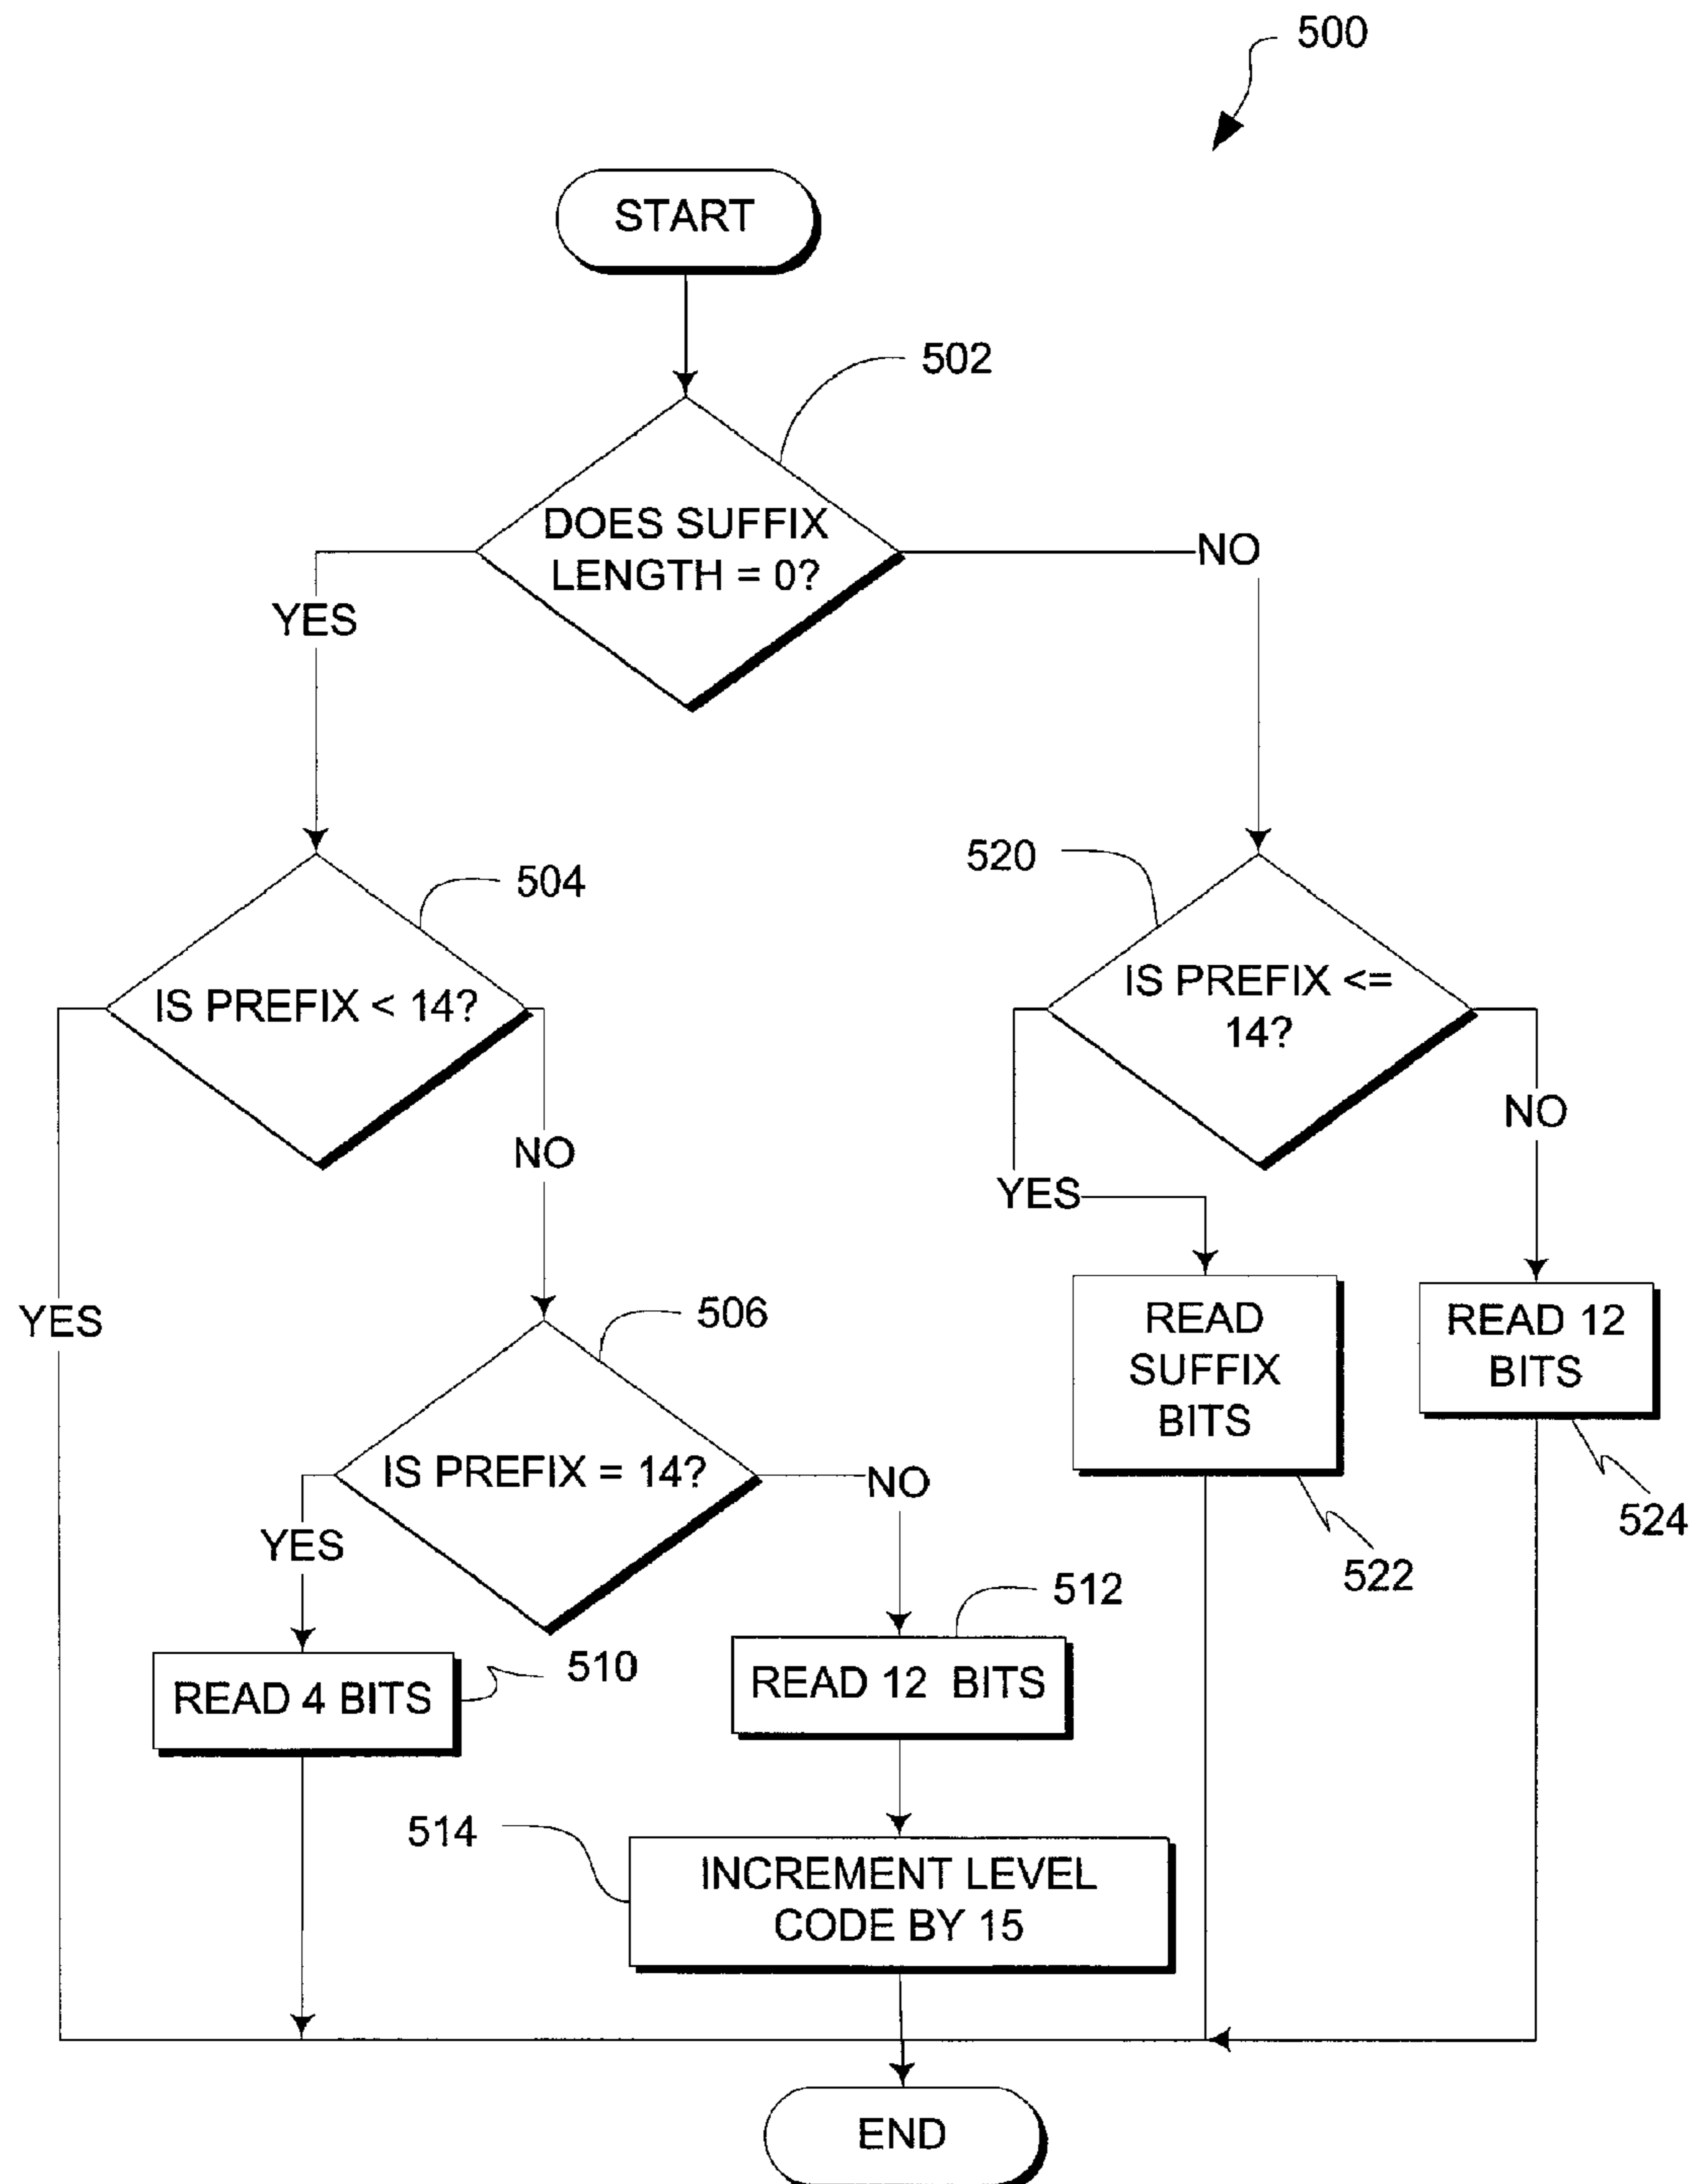 500
START
502
DOES SUFFIX
LENGTH = 0?
NO
YES
504
520
IS PREFIX < 14?
IS PREFIX <=
14?
NO
NO
YES
YES
506
READ
SUFFIX
BITS
READ 12
BITS
IS PREFIX = 14?
NO
YES
524
522
512
510
READ 4 BITS
READ 12 BITS
514
INCREMENT LEVEL
CODE BY 15
END